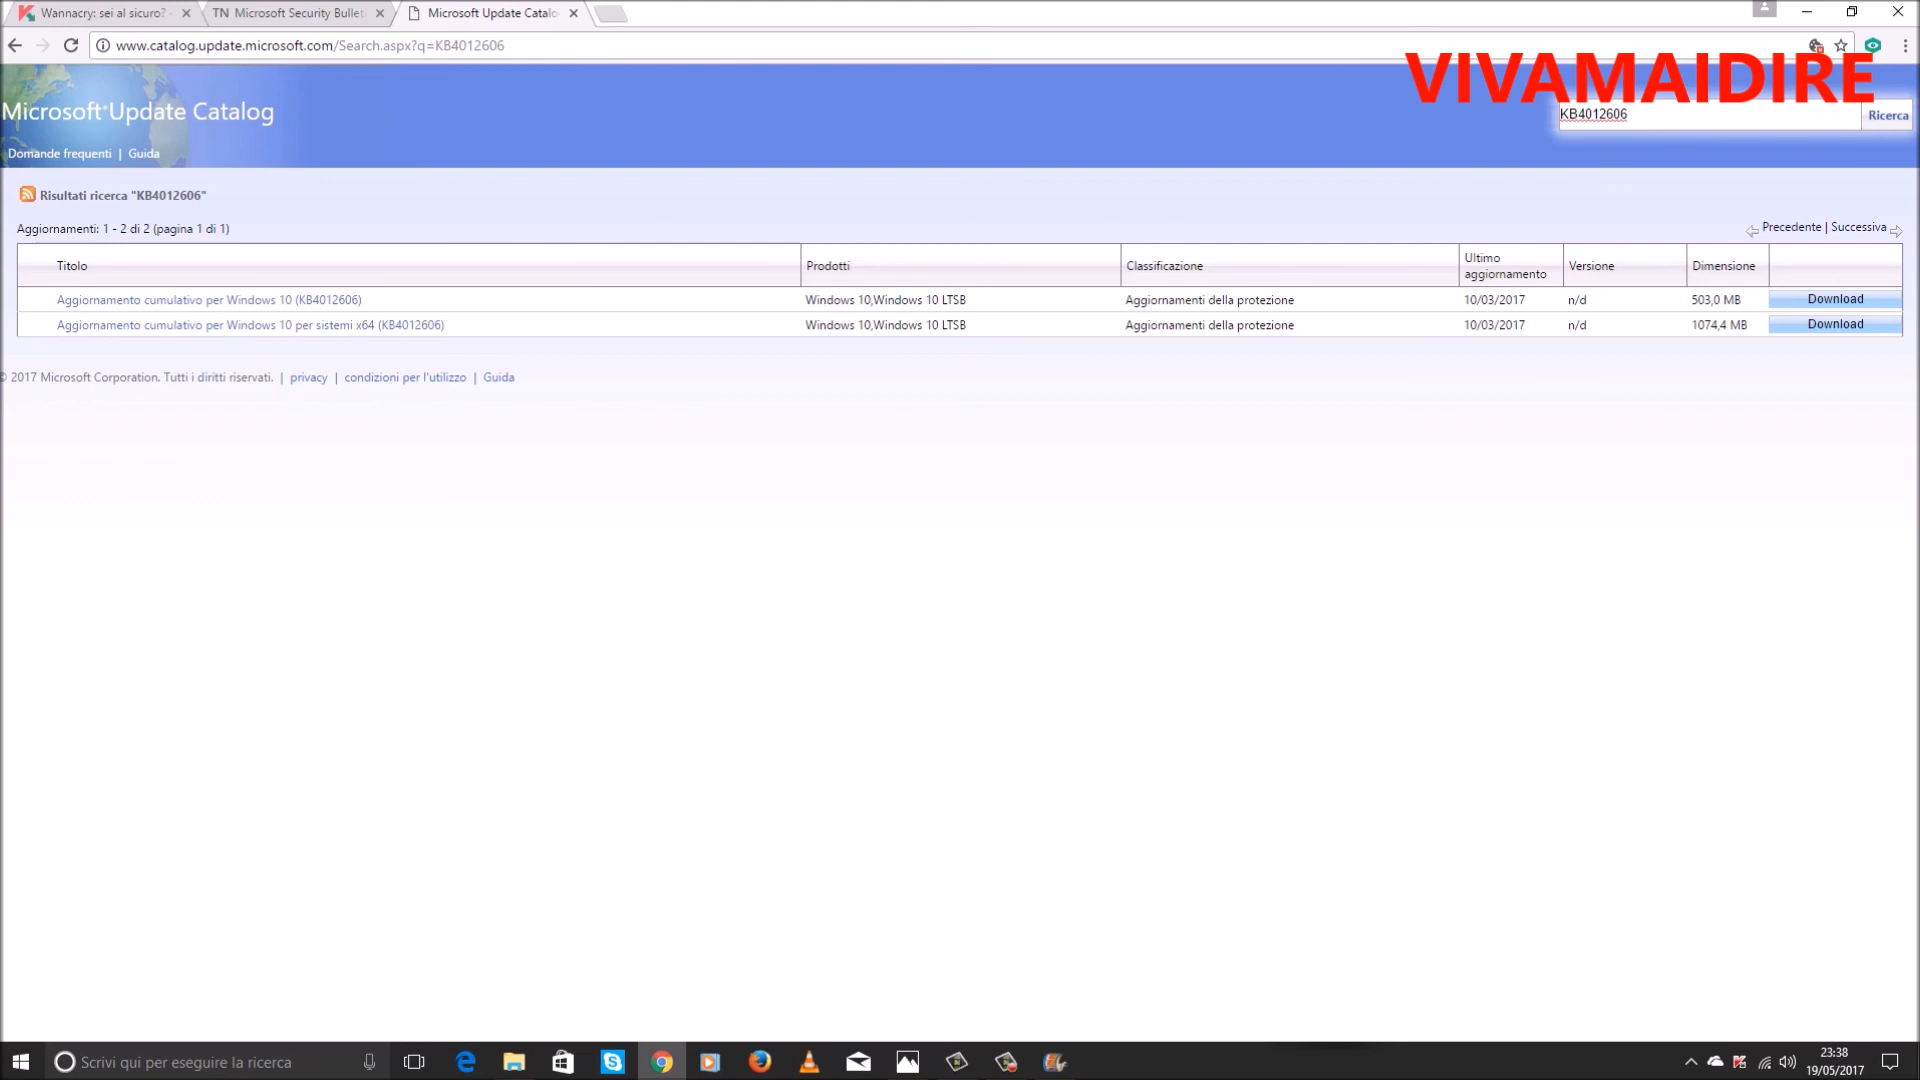 Wannacry: sei al sicuro? -
TN Microsoft Security Bullet
Microsoft Update Catalo
www.catalog.update.microsoft.com/Search.aspx?q=KB4012606
VIVAMAIDIRE
Microsoft Update Catalog
KB4012606
Ricerca
Domande frequenti | Guida
Risultati ricerca "KB4012606"
Aggiornamenti: 1 - 2 di 2 (pagina 1 di 1)
Precedente | Successiva
Titolo Prodotti Classificazione Ultimo aggiornamento Versione Dimensione
Aggiornamento cumulativo per Windows 10 (KB4012606) Windows 10,Windows 10 LTSB Aggiornamenti della protezione 10/03/2017 n/d 503,0 MB Download
Aggiornamento cumulativo per Windows 10 per sistemi x64 (KB4012606) Windows 10,Windows 10 LTSB Aggiornamenti della protezione 10/03/2017 n/d 1074,4 MB Download
© 2017 Microsoft Corporation. Tutti i diritti riservati. | privacy | condizioni per l'utilizzo | Guida
Scrivi qui per eseguire la ricerca
23:38
19/05/2017